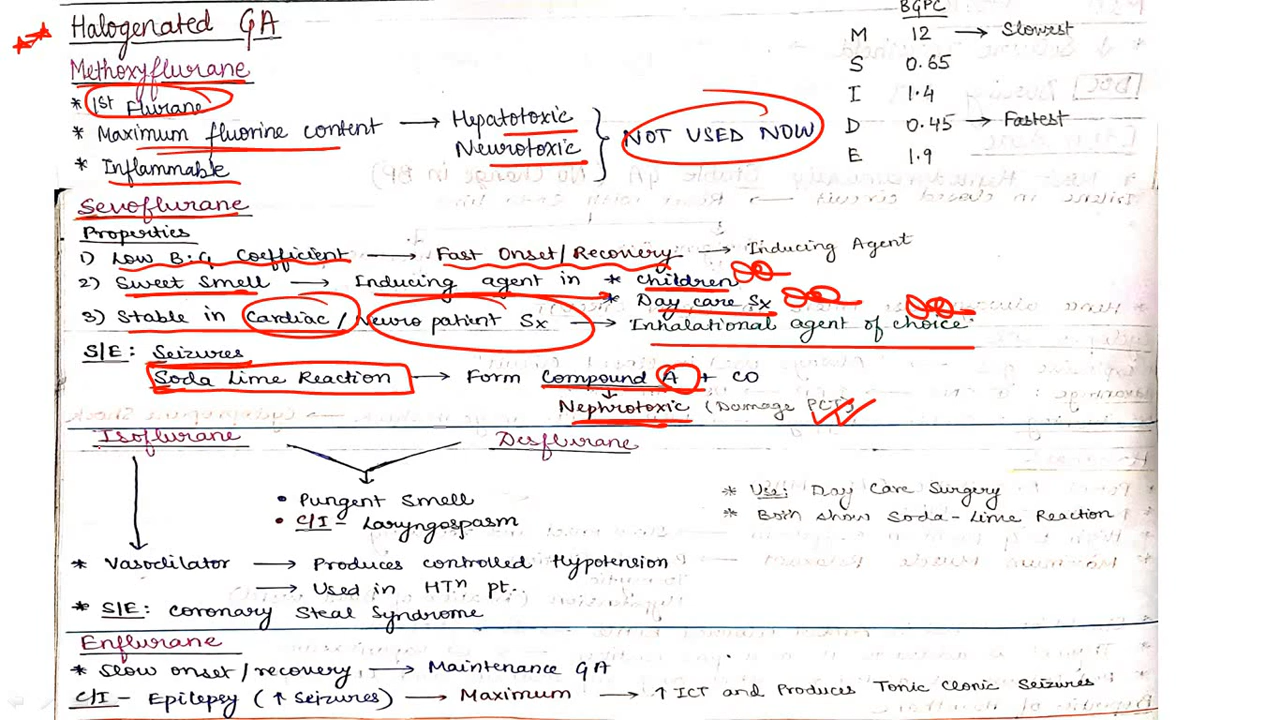 Halogenated GA
Methoxyflurane
* 1st Flurane
* Maximum fluorine content → Hepatotoxic
Neurotoxic
NOT USED NOW
* Inflammable
BGPC
M 12 → Slowest
S 0.65
I 1.4
D 0.45 → Fastest
E 1.9
Sevoflurane
Properties
1) Low B:G Coefficient → Fast Onset/Recovery → Inducing Agent
2) Sweet Smell → Inducing agent in * Children
* Day care Sx
3) Stable in Cardiac / Neuro patient Sx → Inhalational agent of choice.
S/E: Seizures
Soda Lime Reaction → Form Compound A + CO
↓
Nephrotoxic (Damage PCT)
Isoflurane Desflurane
• Pungent Smell
• C/I - Laryngospasm
* Use: Day Care Surgery
* Both show Soda-Lime Reaction
* Vasodilator → Produces controlled Hypotension
→ Used in HTn pt.
* S/E: Coronary Steal Syndrome
Enflurane
* Slow onset/recovery → Maintenance GA
C/I - Epilepsy (↑ Seizures) → Maximum → ↑ ICT and Produces Tonic Clonic Seizures